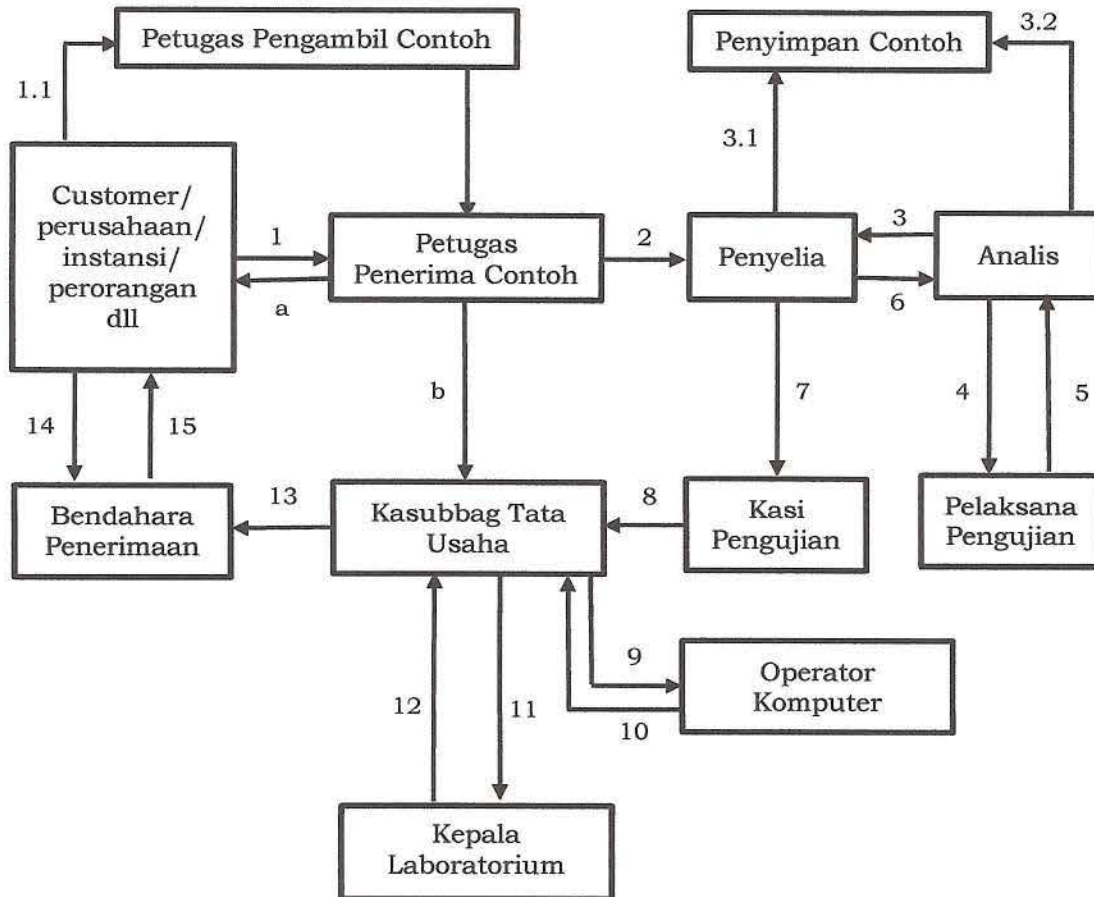 Petugas Pengambil Contoh
Penyimpan Contoh
3.2
1.1
3.1
Customer/
perusahaan/
instansi/
perorangan
dll
1
a
Petugas
Penerima Contoh
2
Penyelia
3
6
Analis
b
7
4
5
14
15
Bendahara
Penerimaan
13
Kasubbag Tata
Usaha
8
Kasi
Pengujian
Pelaksana
Pengujian
9
10
Operator
Komputer
12
11
Kepala
Laboratorium